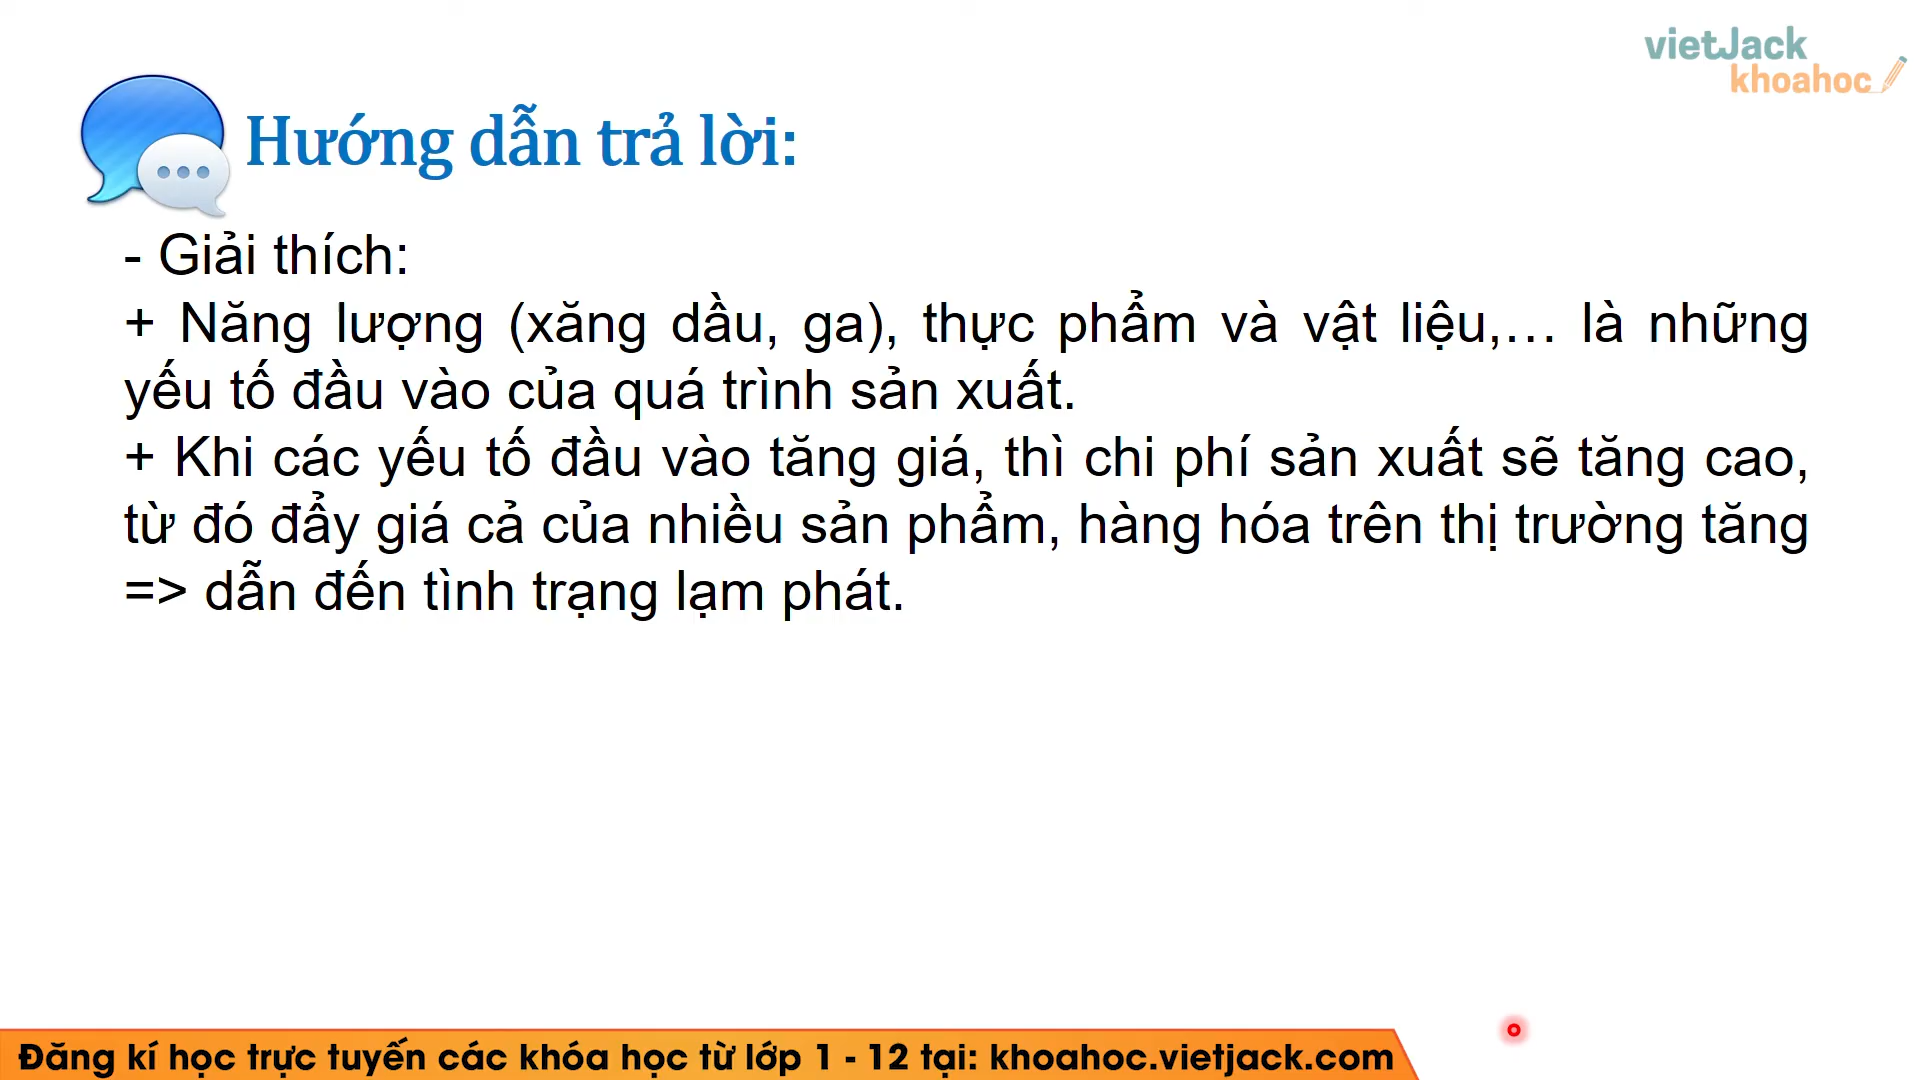 vietJack
khoahoc
Hướng dẫn trả lời:
- Giải thích:
+ Năng lượng (xăng dầu, ga), thực phẩm và vật liệu,... là những
yếu tố đầu vào của quá trình sản xuất.
+ Khi các yếu tố đầu vào tăng giá, thì chi phí sản xuất sẽ tăng cao,
từ đó đẩy giá cả của nhiều sản phẩm, hàng hóa trên thị trường tăng
=> dẫn đến tình trạng lạm phát.
Đăng kí học trực tuyến các khóa học từ lớp 1 - 12 tại: khoahoc.vietjack.com